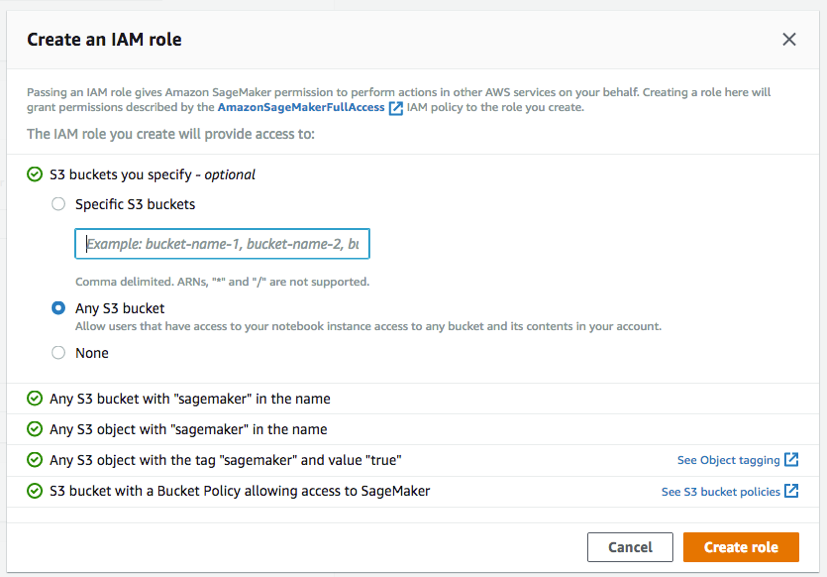 Create an IAM role
Passing an IAM role gives Amazon SageMaker permission to perform actions in other AWS services on your behalf. Creating a role here will
grant permissions described by the AmazonSageMakerFullAccess IAM policy to the role you create.
The IAM role you create will provide access to:
S3 buckets you specify - optional
Specific S3 buckets
Example: bucket-name-1, bucket-name-2, bu
Comma delimited. ARNs, "*" and "/" are not supported.
Any S3 bucket
Allow users that have access to your notebook instance access to any bucket and its contents in your account.
None
Any S3 bucket with "sagemaker" in the name
Any S3 object with "sagemaker" in the name
Any S3 object with the tag "sagemaker" and value "true" See Object tagging
S3 bucket with a Bucket Policy allowing access to SageMaker See S3 bucket policies
Cancel Create role